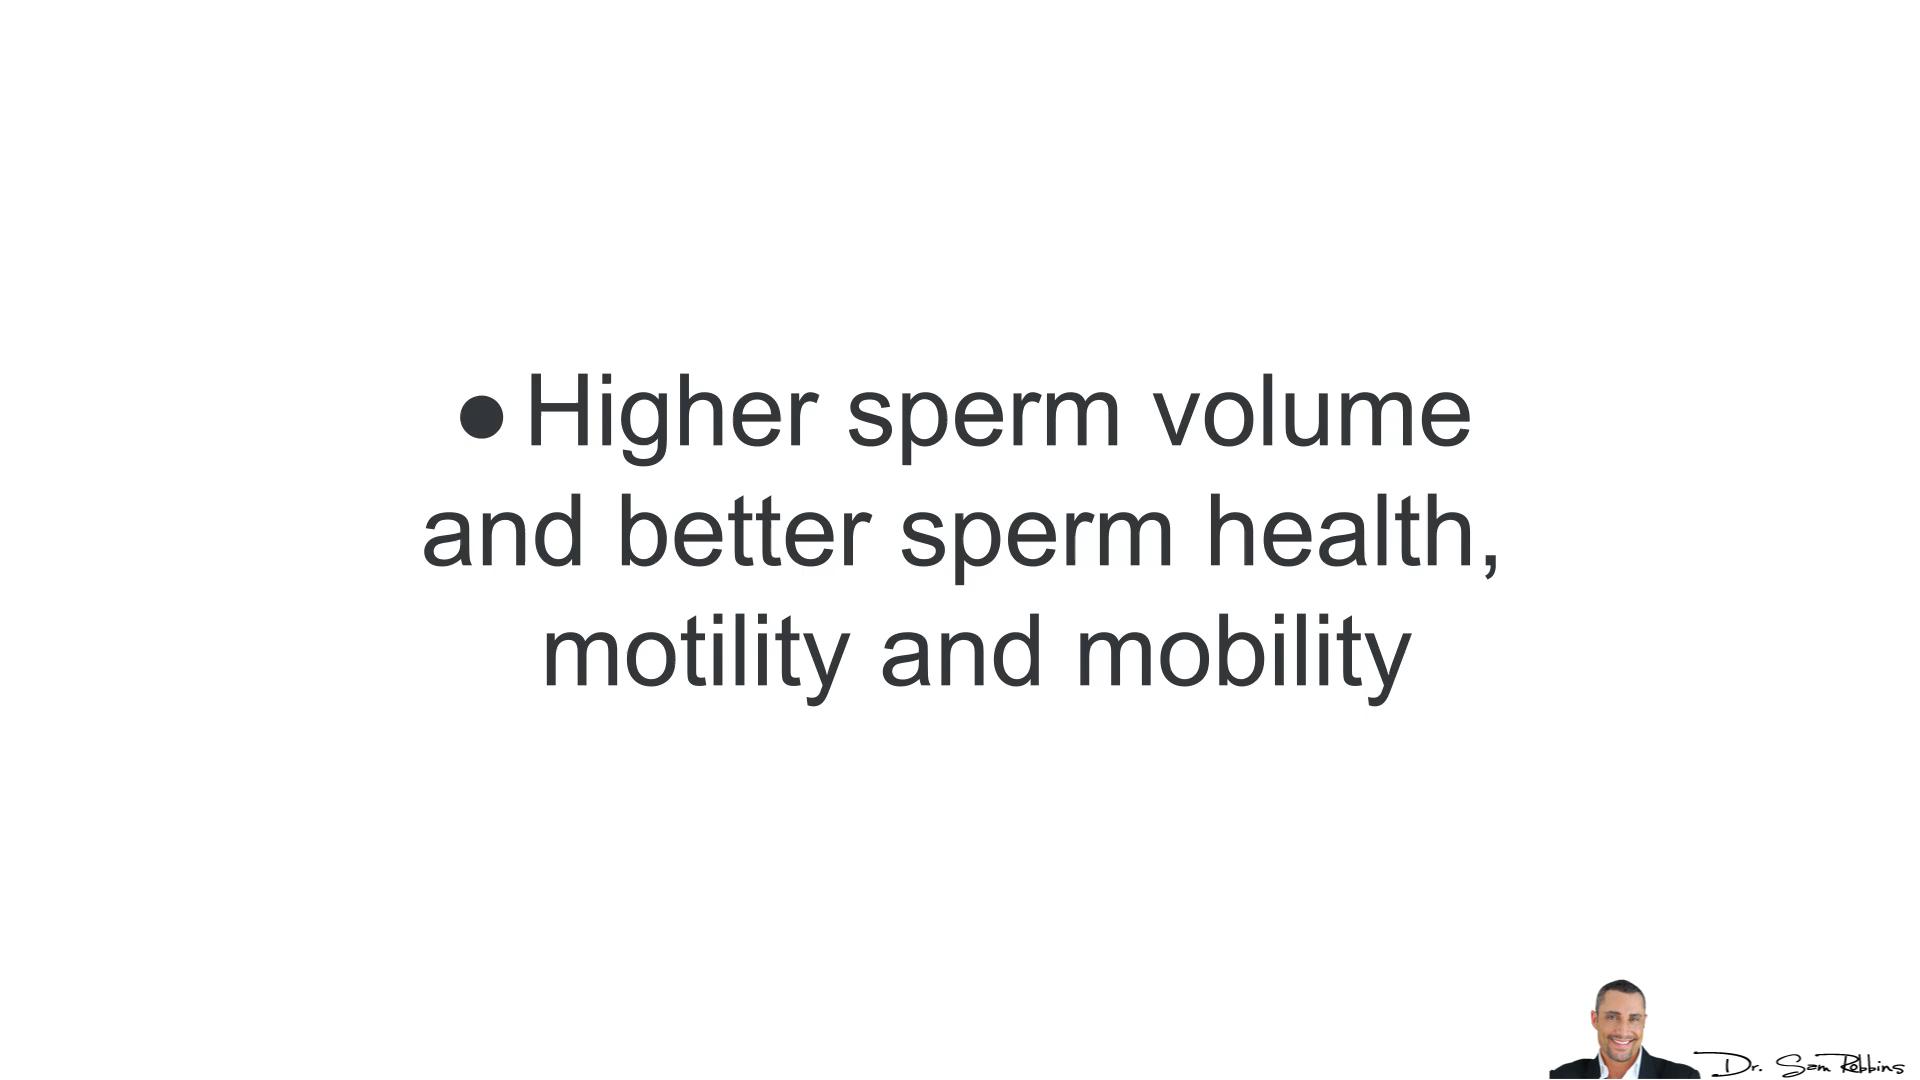 ● Higher sperm volume
and better sperm health,
motility and mobility
Dr. Sam Robbins